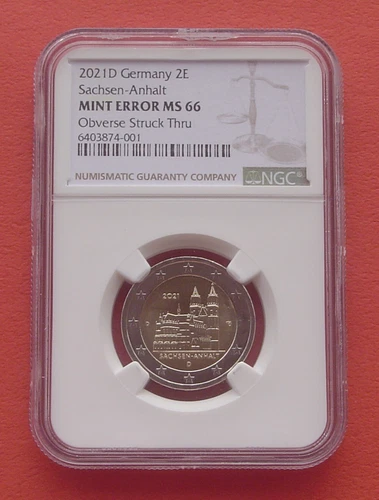 2021D Germany 2E
Sachsen-Anhalt
MINT ERROR MS 66
Obverse Struck Thru
6403874-001
NUMISMATIC GUARANTY COMPANY
NGC
2021
SACHSEN-ANHALT
D